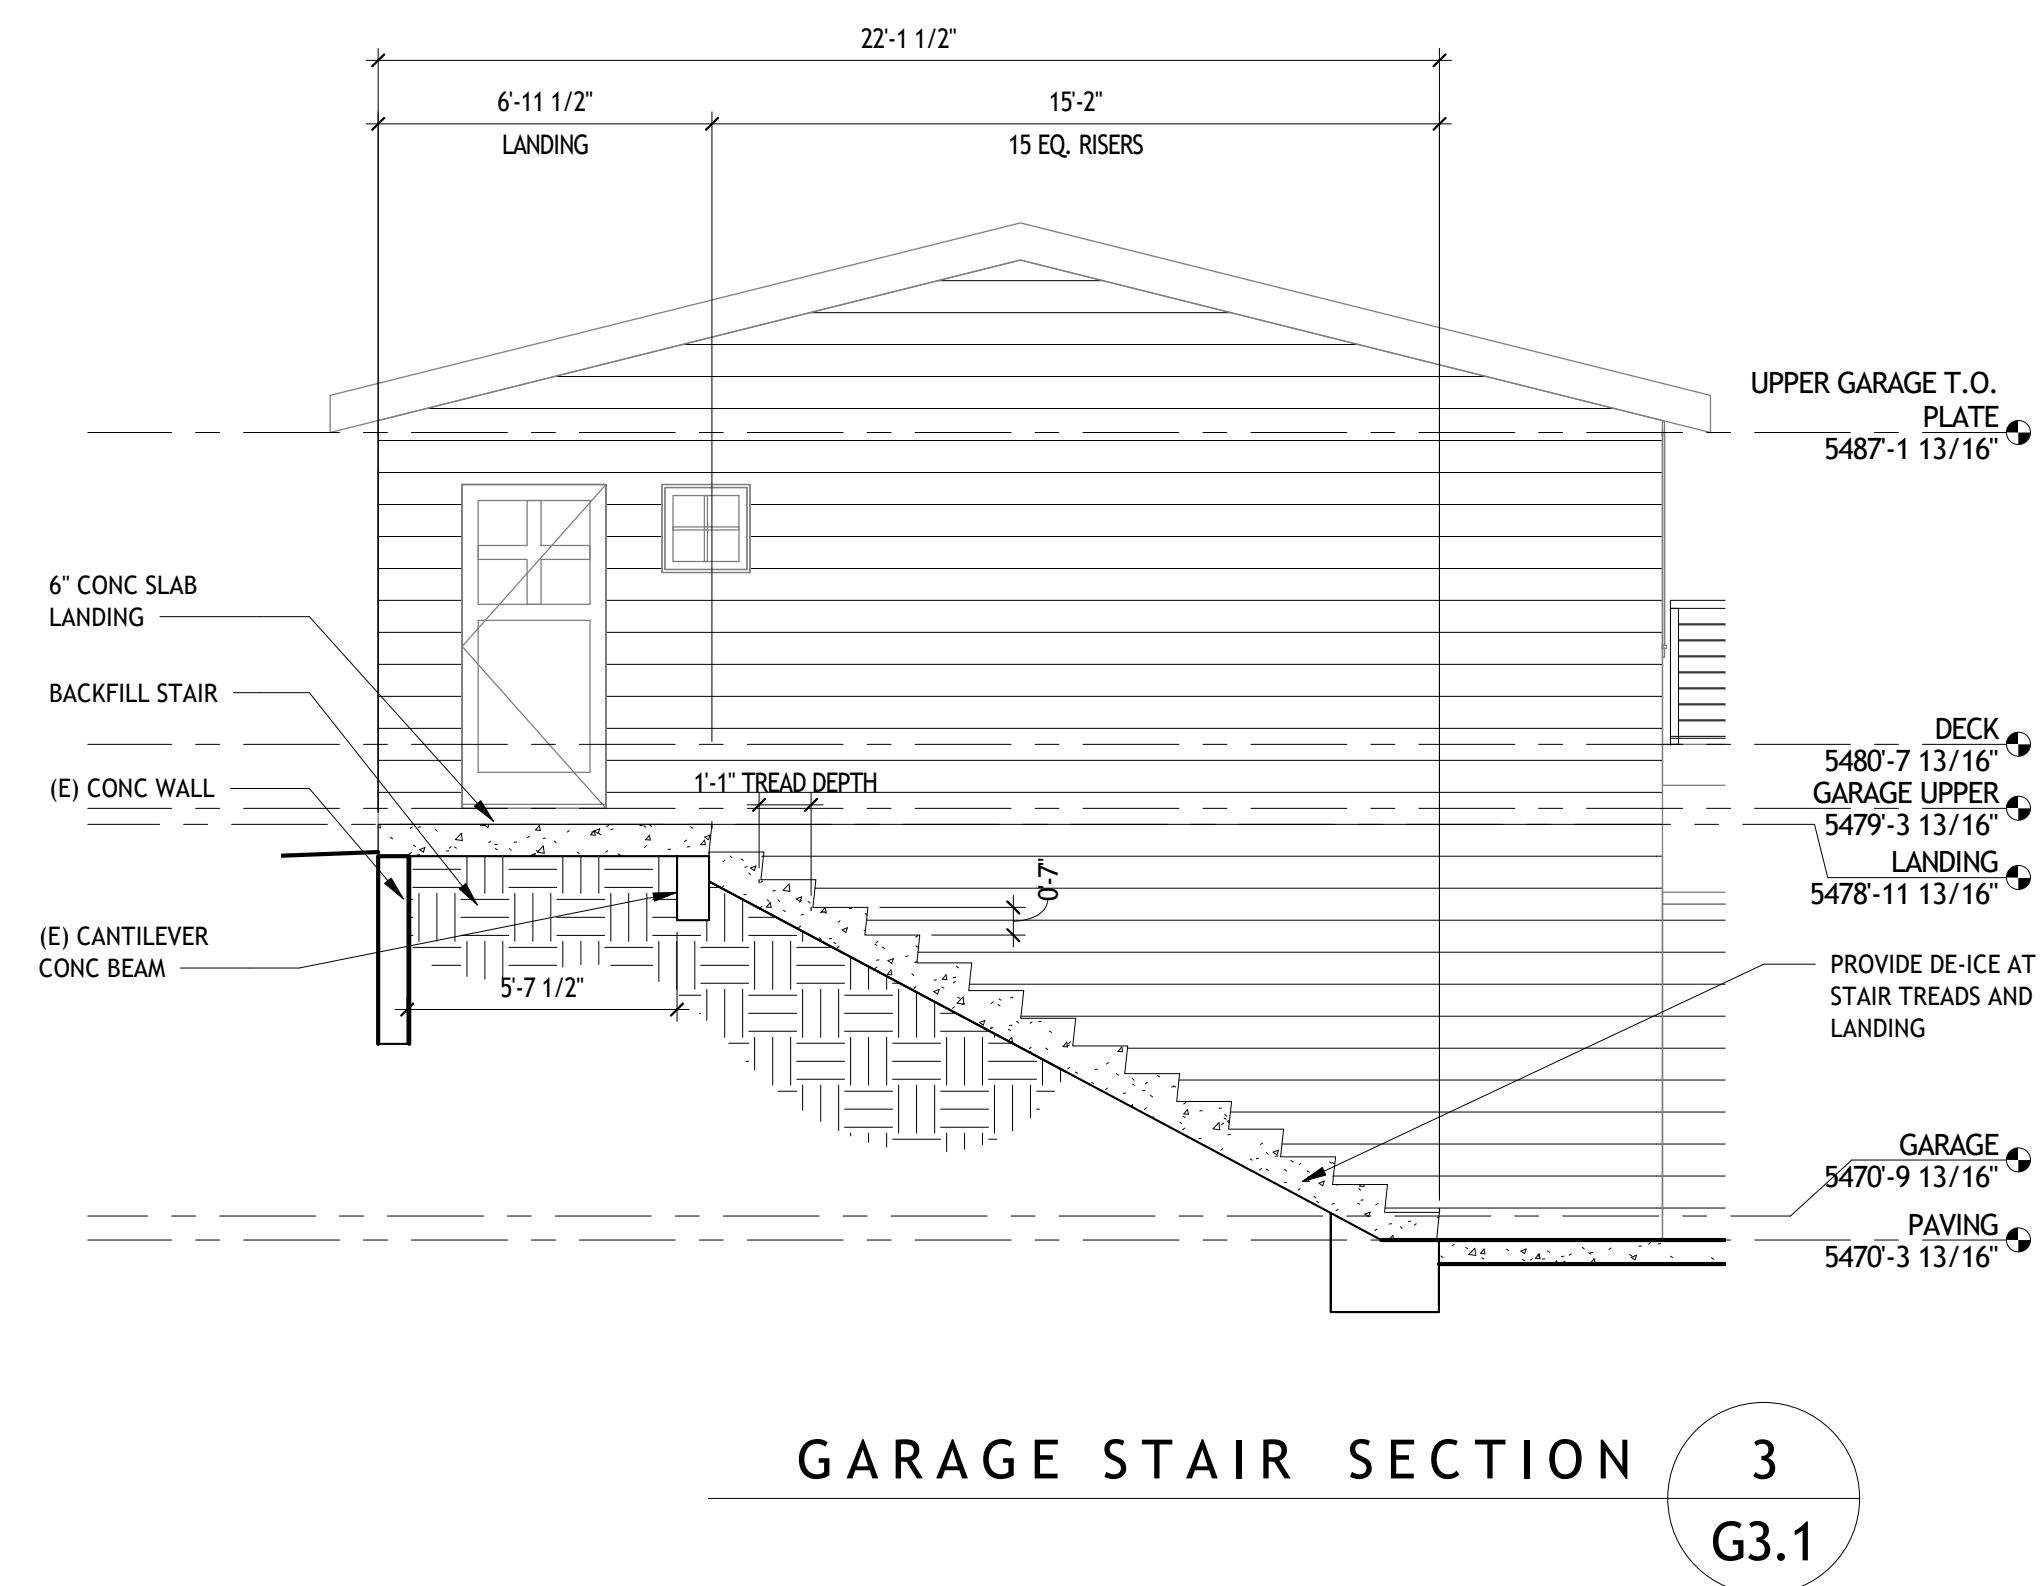 22'-1 1/2"
6'-11 1/2"
15'-2"
LANDING
15 EQ. RISERS
UPPER GARAGE T.O.
PLATE
5487'-1 13/16"
6" CONC SLAB
LANDING
BACKFILL STAIR
(E) CONC WALL
(E) CANTILEVER
CONC BEAM
1'-1" TREAD DEPTH
0'-7"
5'-7 1/2"
DECK
5480'-7 13/16"
GARAGE UPPER
5479'-3 13/16"
LANDING
5478'-11 13/16"
PROVIDE DE-ICE AT
STAIR TREADS AND
LANDING
GARAGE
5470'-9 13/16"
PAVING
5470'-3 13/16"
GARAGE STAIR SECTION
3
G3.1